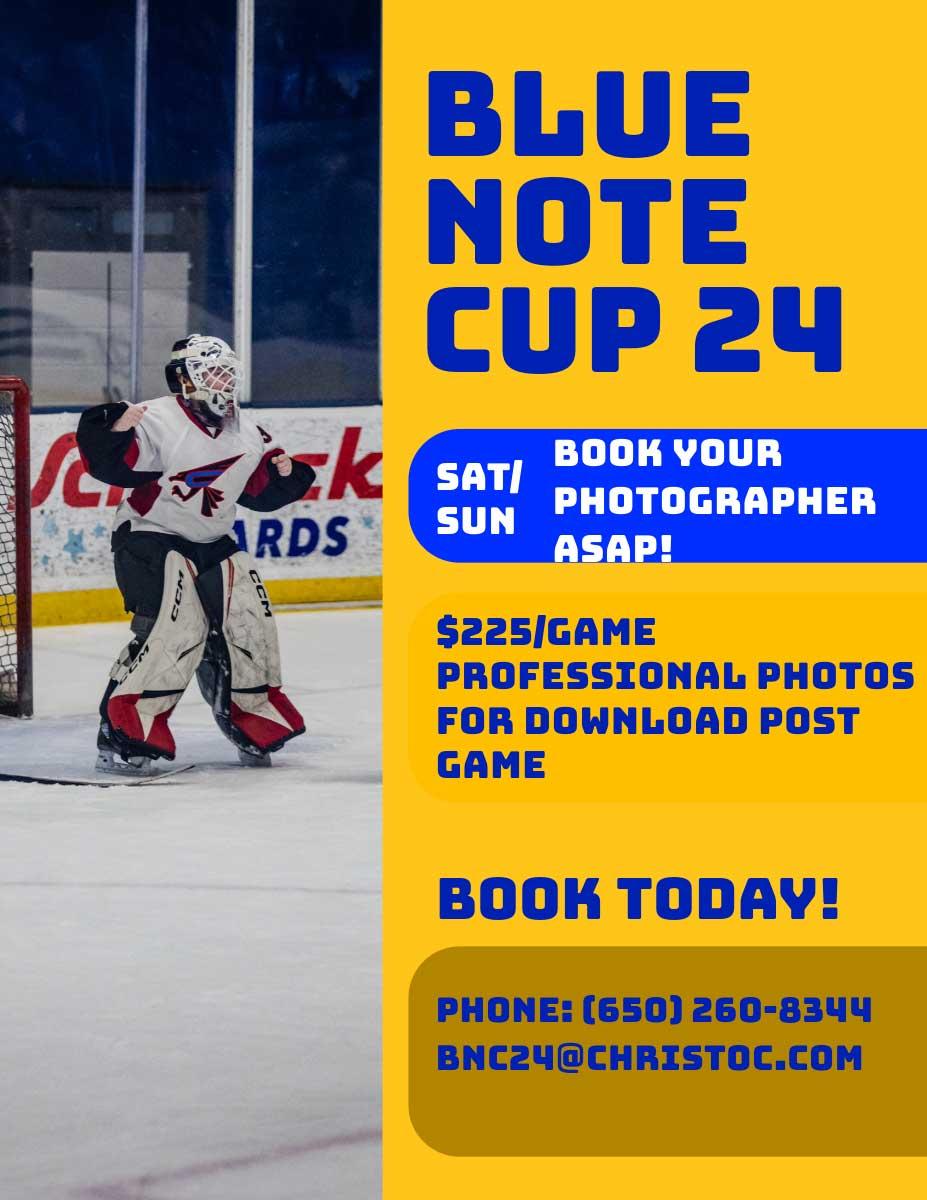 BLUE
NOTE
CUP 24
SAT/
SUN
BOOK YOUR
PHOTOGRAPHER
ASAP!
$225/GAME
PROFESSIONAL PHOTOS
FOR DOWNLOAD POST
GAME
BOOK TODAY!
PHONE: (650) 260-8344
BNC24@CHRISTOC.COM
ARDS
CCM
CCM
CCM